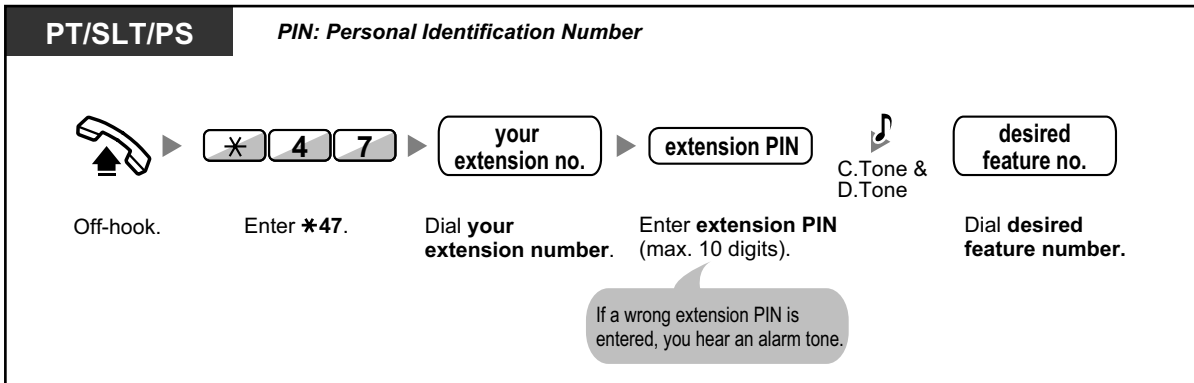 PT/SLT/PS
PIN: Personal Identification Number
* 4 7
your
extension no.
extension PIN
C.Tone &
D.Tone
desired
feature no.
Off-hook.
Enter *47.
Dial your
extension number.
Enter extension PIN
(max. 10 digits).
Dial desired
feature number.
If a wrong extension PIN is
entered, you hear an alarm tone.